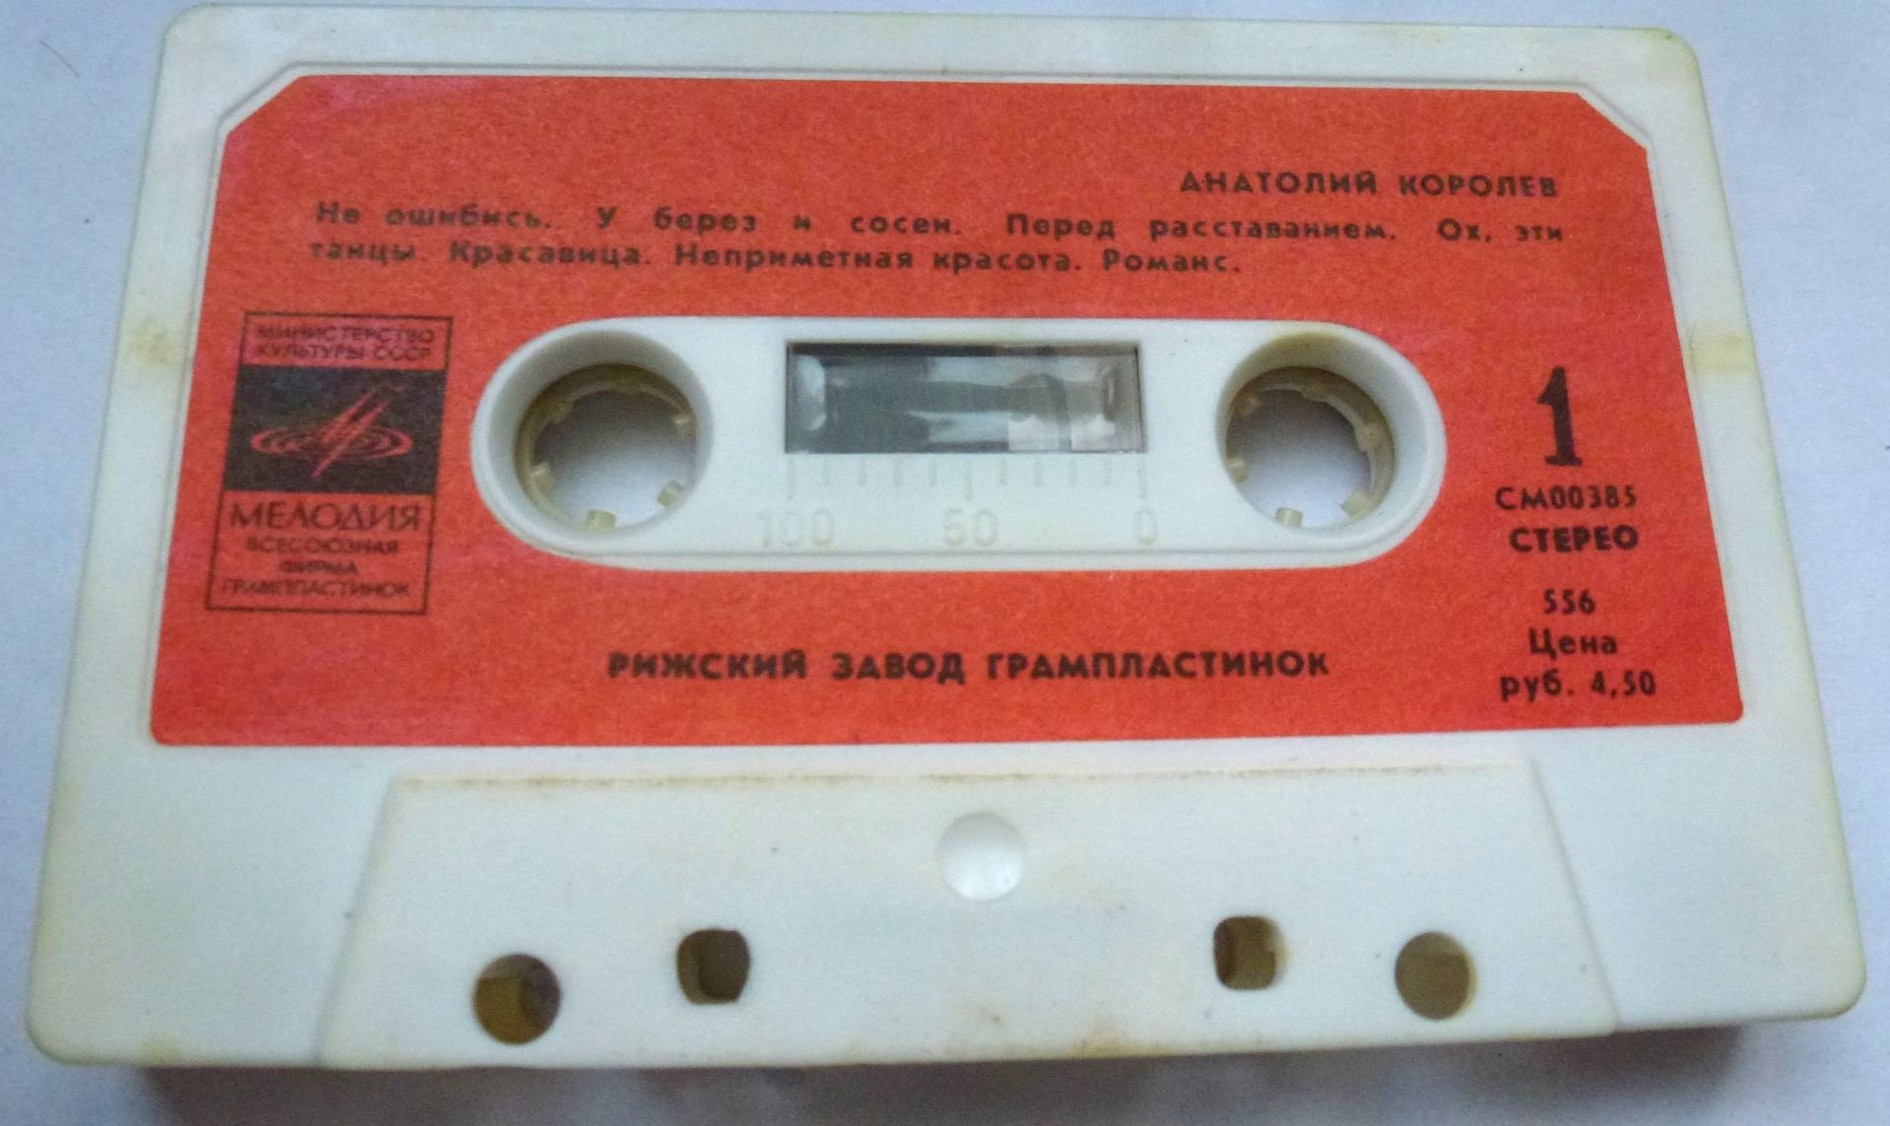 АНАТОЛИЙ КОРОЛЕВ
Не ошибись. У берез и сосен. Перед расставанием. Ох, эти
танцы. Красавица. Неприметная красота. Романс.
МИНИСТЕРСТВО
КУЛЬТУРЫ СССР
МЕЛОДИЯ
ВСЕСОЮЗНАЯ
ФИРМА
ГРАМПЛАСТИНОК
100 50 0
1
СМ00385
СТЕРЕО
556
Цена
руб. 4,50
РИЖСКИЙ ЗАВОД ГРАМПЛАСТИНОК